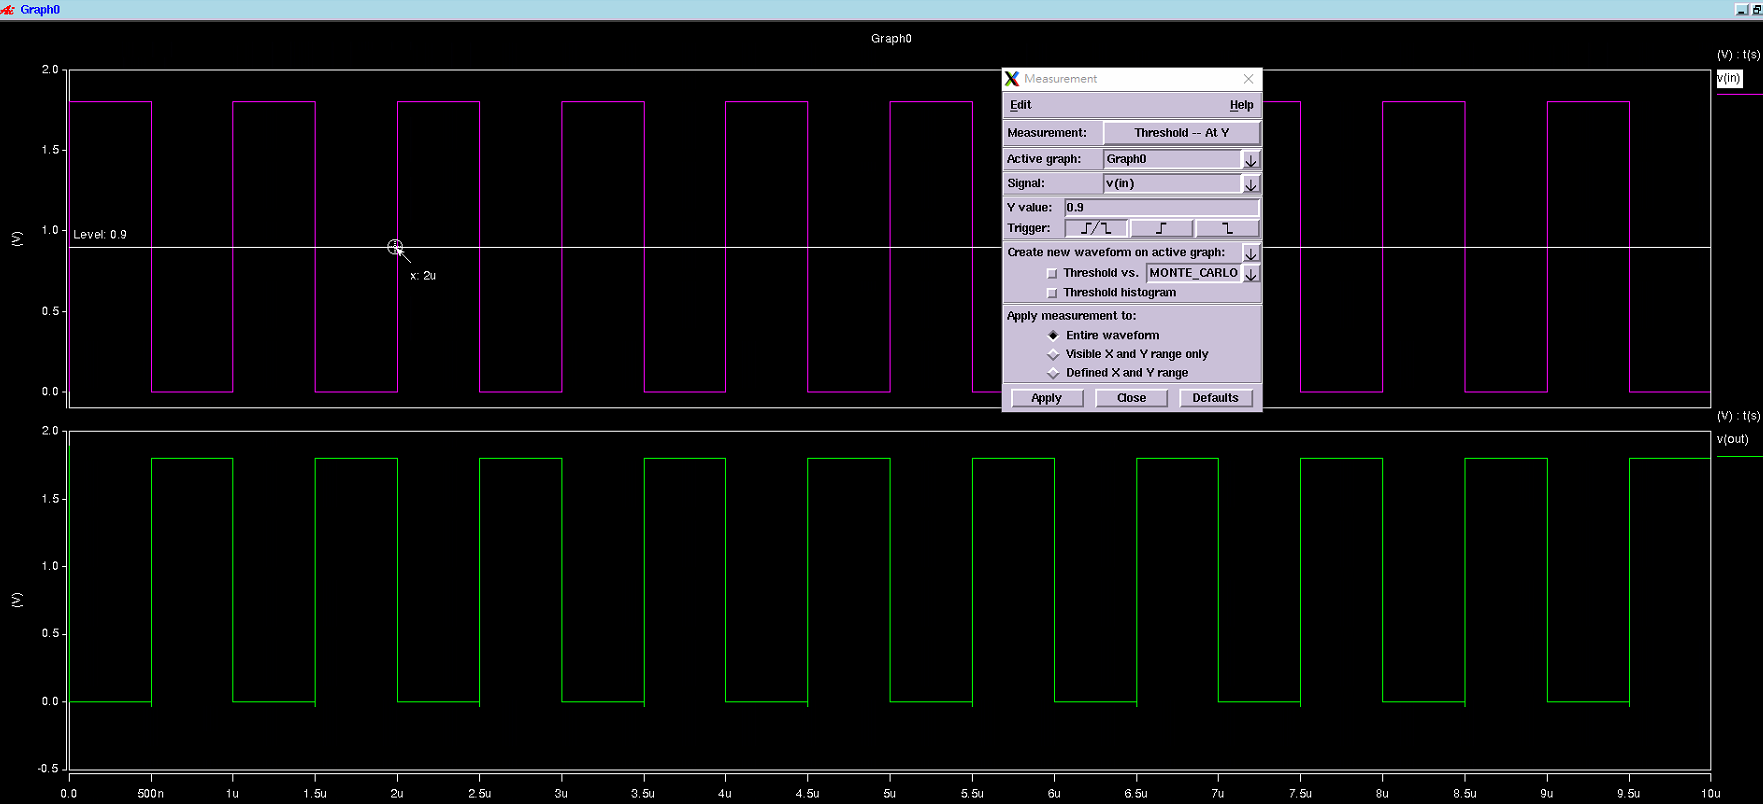 Graph0
Graph0
(V) : t(s)
v(in)
2.0
1.5
1.0
0.5
0.0
(V)
Level: 0.9
x: 2u
Measurement
Edit Help
Measurement: Threshold -- At Y
Active graph: Graph0
Signal: v(in)
Y value: 0.9
Trigger:
Create new waveform on active graph:
Threshold vs. MONTE_CARLO
Threshold histogram
Apply measurement to:
Entire waveform
Visible X and Y range only
Defined X and Y range
Apply Close Defaults
(V) : t(s)
v(out)
2.0
1.5
1.0
0.5
0.0
-0.5
(V)
0.0 500n 1u 1.5u 2u 2.5u 3u 3.5u 4u 4.5u 5u 5.5u 6u 6.5u 7u 7.5u 8u 8.5u 9u 9.5u 10u